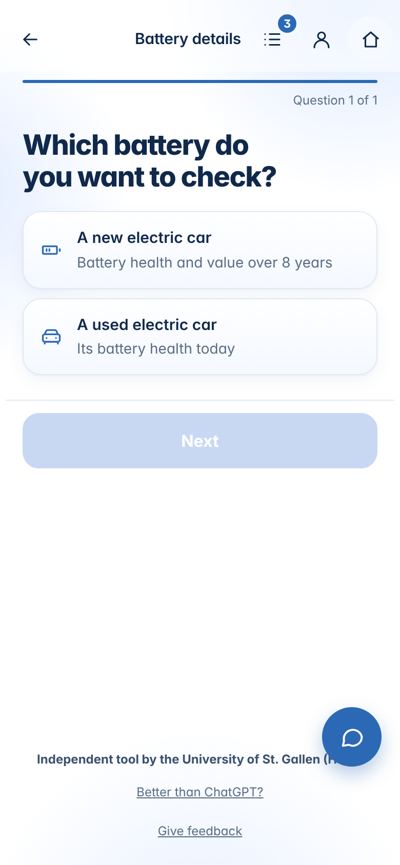 Battery details
3
Question 1 of 1
Which battery do
you want to check?
A new electric car
Battery health and value over 8 years
A used electric car
Its battery health today
Next
Independent tool by the University of St. Gallen
Better than ChatGPT?
Give feedback